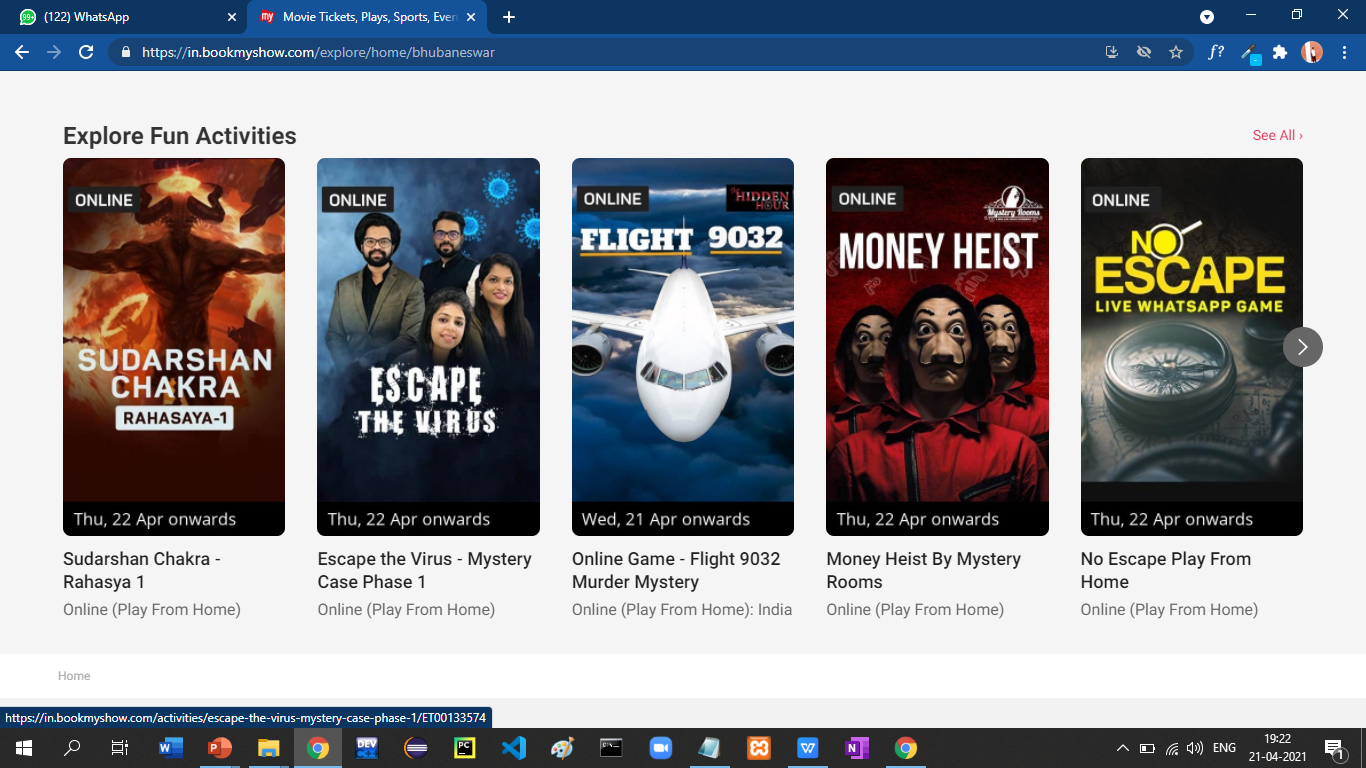 (122) WhatsApp
Movie Tickets, Plays, Sports, Even
https://in.bookmyshow.com/explore/home/bhubaneswar
Explore Fun Activities
See All ›
ONLINE
SUDARSHAN
CHAKRA
RAHASAYA-1
Thu, 22 Apr onwards
Sudarshan Chakra -
Rahasya 1
Online (Play From Home)
ONLINE
ESCAPE
THE VIRUS
Thu, 22 Apr onwards
Escape the Virus - Mystery
Case Phase 1
Online (Play From Home)
ONLINE
The HIDDEN
HOUR
FLIGHT 9032
Wed, 21 Apr onwards
Online Game - Flight 9032
Murder Mystery
Online (Play From Home): India
ONLINE
Mystery Rooms
MONEY HEIST
Thu, 22 Apr onwards
Money Heist By Mystery
Rooms
Online (Play From Home)
ONLINE
NO
ESCAPE
LIVE WHATSAPP GAME
Thu, 22 Apr onwards
No Escape Play From
Home
Online (Play From Home)
Home
https://in.bookmyshow.com/activities/escape-the-virus-mystery-case-phase-1/ET00133574
ENG
19:22
21-04-2021